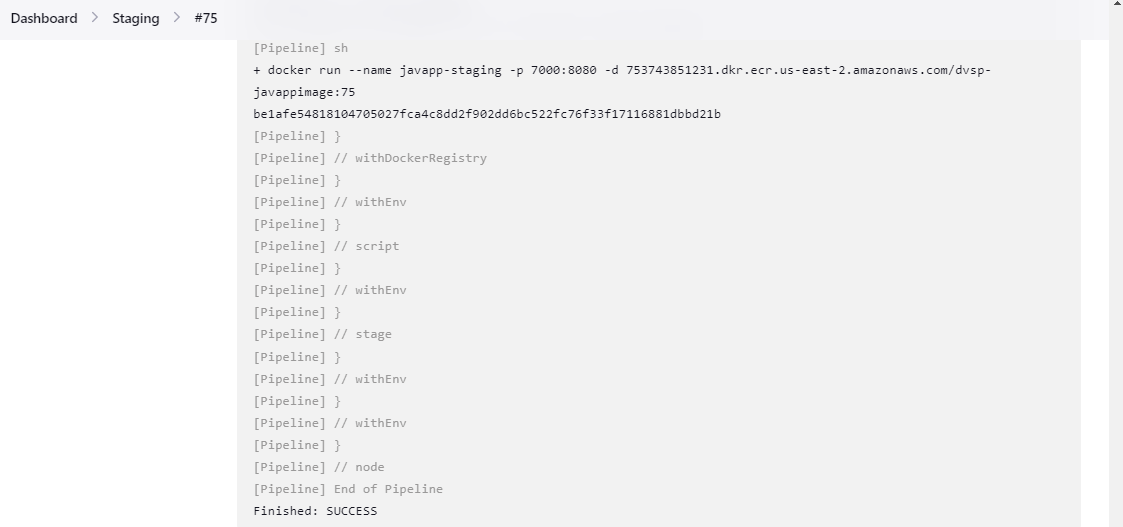 Dashboard > Staging > #75
[Pipeline] sh
+ docker run --name javapp-staging -p 7000:8080 -d 753743851231.dkr.ecr.us-east-2.amazonaws.com/dvsp-
javappimage:75
be1afe54818104705027fca4c8dd2f902dd6bc522fc76f33f17116881dbbd21b
[Pipeline] }
[Pipeline] // withDockerRegistry
[Pipeline] }
[Pipeline] // withEnv
[Pipeline] }
[Pipeline] // script
[Pipeline] }
[Pipeline] // withEnv
[Pipeline] }
[Pipeline] // stage
[Pipeline] }
[Pipeline] // withEnv
[Pipeline] }
[Pipeline] // withEnv
[Pipeline] }
[Pipeline] // node
[Pipeline] End of Pipeline
Finished: SUCCESS